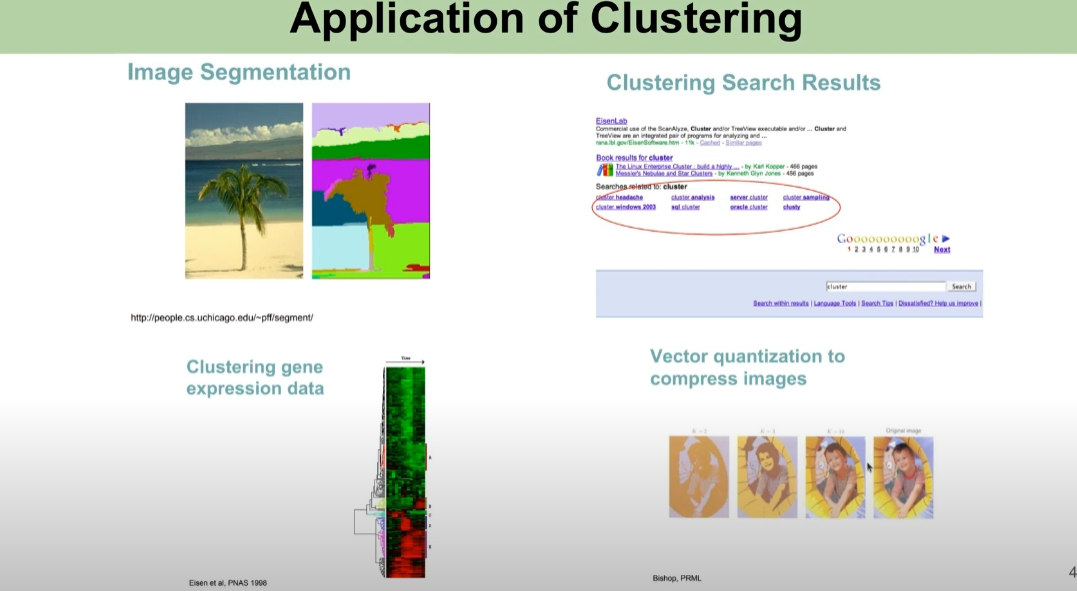 Application of Clustering
Image Segmentation
http://people.cs.uchicago.edu/~pff/segment/
Clustering Search Results
EisenLab
Commercial use of the ScanAlyze, Cluster and/or TreeView executable and/or ... Cluster and
TreeView are an integrated pair of programs for analyzing and ...
rana.lbl.gov/EisenSoftware.htm - 11k - Cached - Similar pages
Book results for cluster
The Linux Enterprise Cluster : build a highly ... - by Karl Kopper - 466 pages
Messier's Nebulae and Star Clusters - by Kenneth Glyn Jones - 456 pages
Searches related to: cluster
cluster headache cluster analysis server cluster cluster sampling
cluster windows 2003 sql cluster oracle cluster clusty
Goooooooooogle
1 2 3 4 5 6 7 8 9 10 Next
cluster Search
Search within results | Language Tools | Search Tips | Dissatisfied? Help us improve |
Clustering gene
expression data
Time
Eisen et al, PNAS 1998
Vector quantization to
compress images
Original image
Bishop, PRML
4